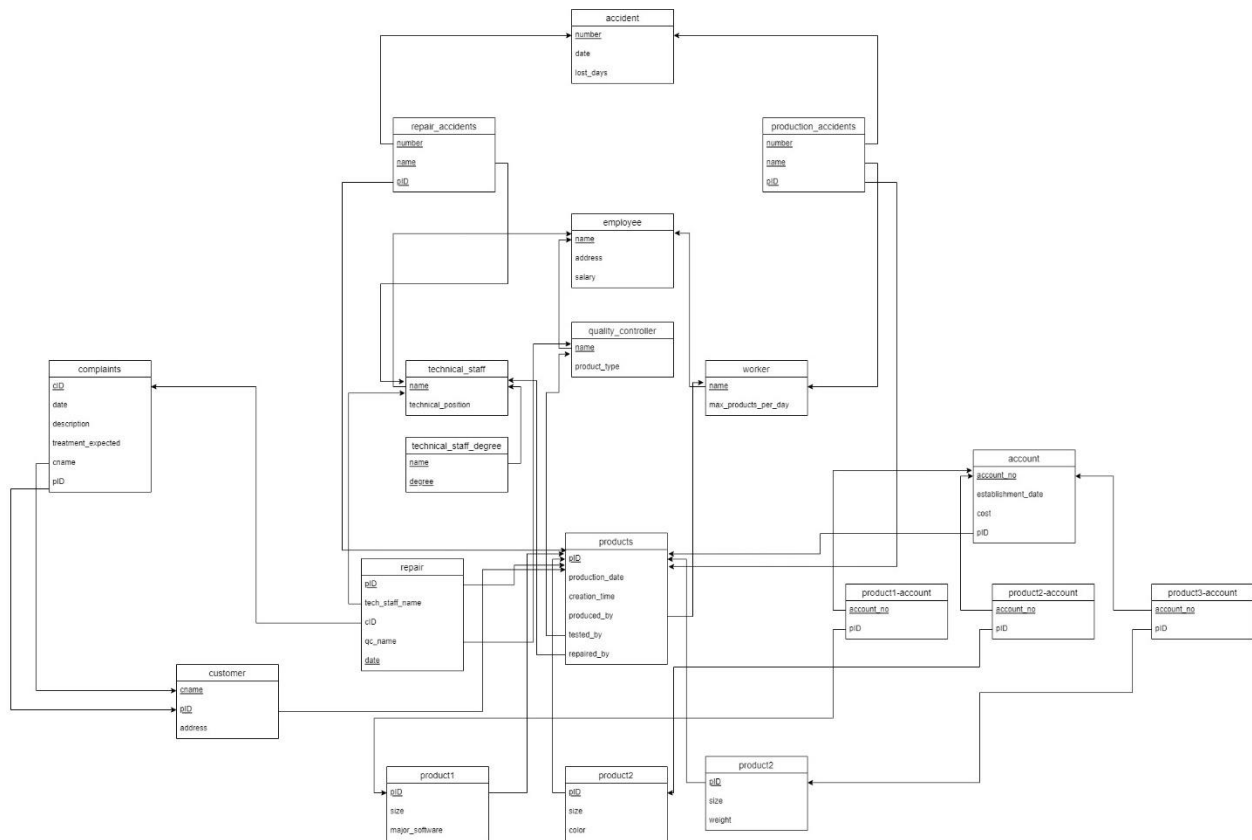 accident
number
date
lost_days
repair_accidents
number
name
pID
production_accidents
number
name
pID
employee
name
address
salary
quality_controller
name
product_type
complaints
cID
date
description
treatment_expected
cname
pID
technical_staff
name
technical_position
worker
name
max_products_per_day
technical_staff_degree
name
degree
account
account_no
establishment_date
cost
pID
products
pID
production_date
creation_time
produced_by
tested_by
repaired_by
repair
pID
tech_staff_name
cID
qc_name
date
product1-account
account_no
pID
product2-account
account_no
pID
product3-account
account_no
pID
customer
cname
pID
address
product1
pID
size
major_software
product2
pID
size
color
product2
pID
size
weight